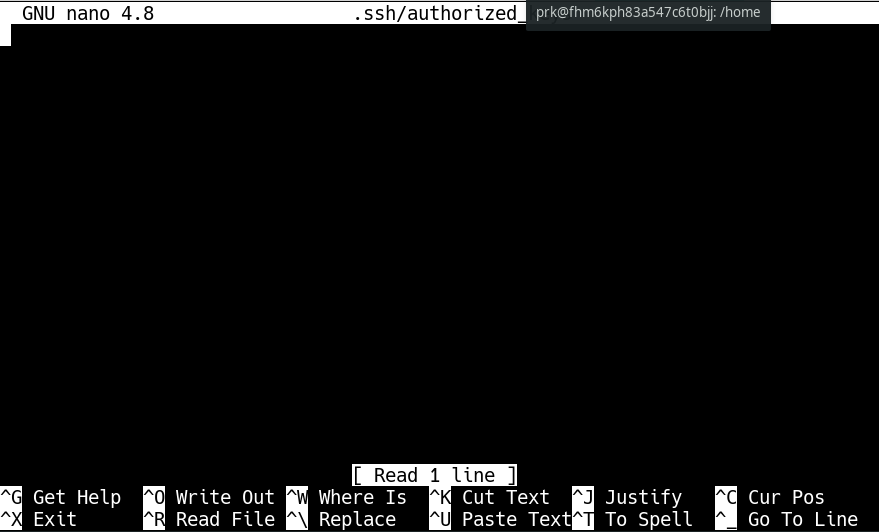 GNU nano 4.8 .ssh/authorized_
prk@fhm6kph83a547c6t0bjj: /home
[ Read 1 line ]
^G Get Help ^O Write Out ^W Where Is ^K Cut Text ^J Justify ^C Cur Pos
^X Exit ^R Read File ^\ Replace ^U Paste Text ^T To Spell ^_ Go To Line